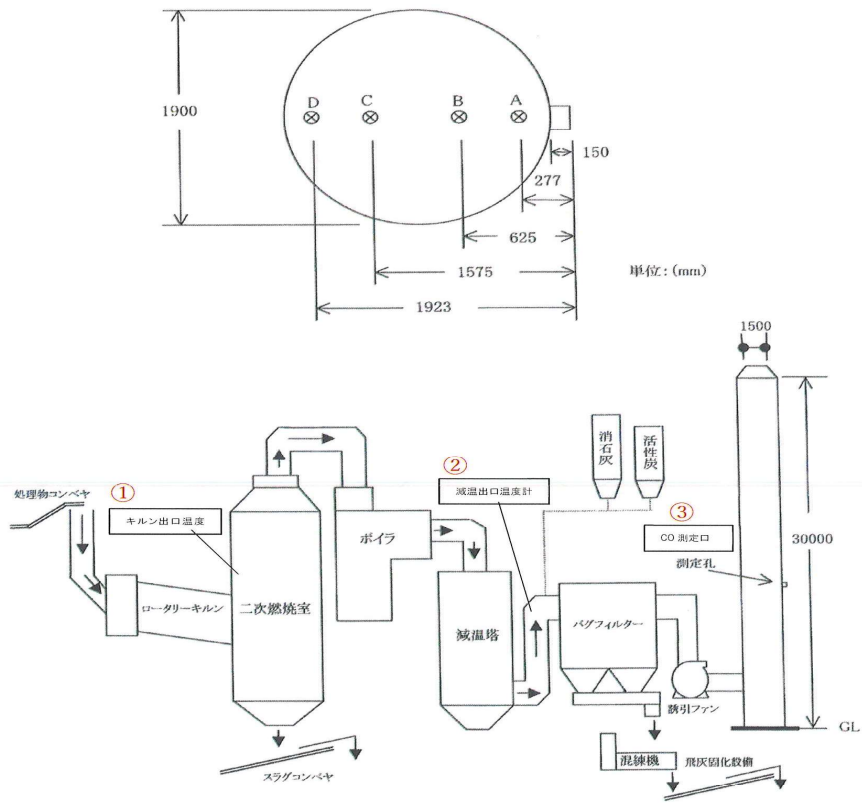 1900
D
C
B
A
150
277
625
1575
1923
単位：(mm)
1500
30000
GL
処理物コンベヤ
①
キルン出口温度
ロータリーキルン
二次燃焼室
スラグコンベヤ
ボイラ
②
減温出口温度計
減温塔
消石灰
活性炭
バグフィルター
③
CO 測定口
測定孔
誘引ファン
混練機
飛灰固化設備